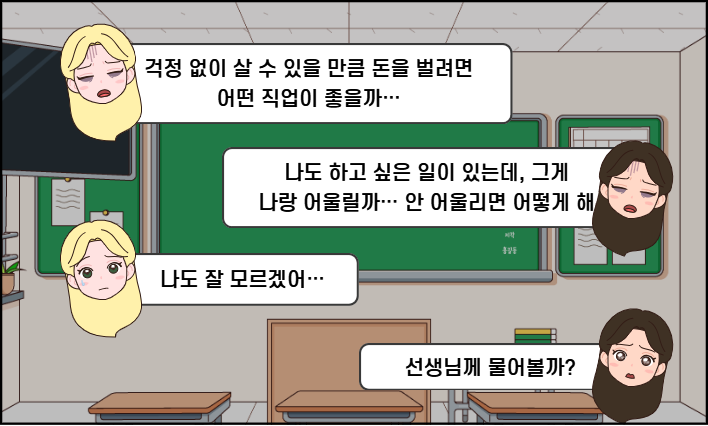 걱정 없이 살 수 있을 만큼 돈을 벌려면
어떤 직업이 좋을까…
나도 하고 싶은 일이 있는데, 그게
나랑 어울릴까… 안 어울리면 어떻게 해
나도 잘 모르겠어…
선생님께 물어볼까?